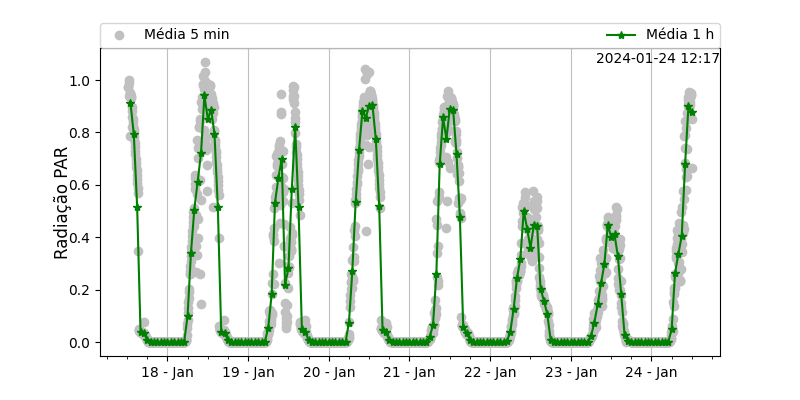 Média 5 min
Média 1 h
2024-01-24 12:17
1.0
0.8
0.6
0.4
0.2
0.0
Radiação PAR
18 - Jan
19 - Jan
20 - Jan
21 - Jan
22 - Jan
23 - Jan
24 - Jan